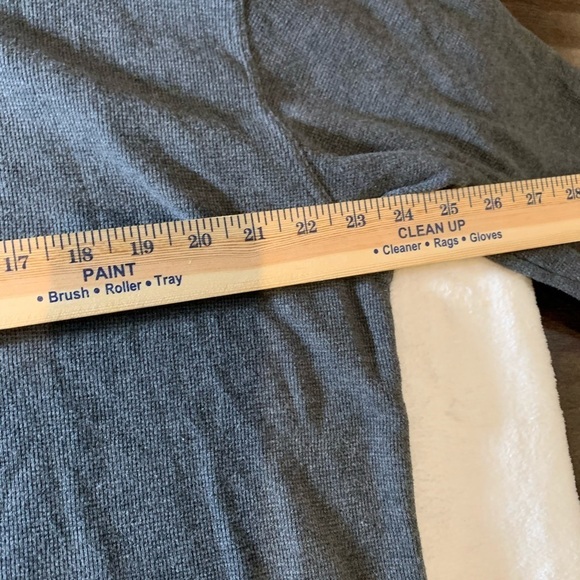 17 18 19 20 21 22 23 24 25 26 27 28
PAINT
• Brush • Roller • Tray
CLEAN UP
• Cleaner • Rags • Gloves